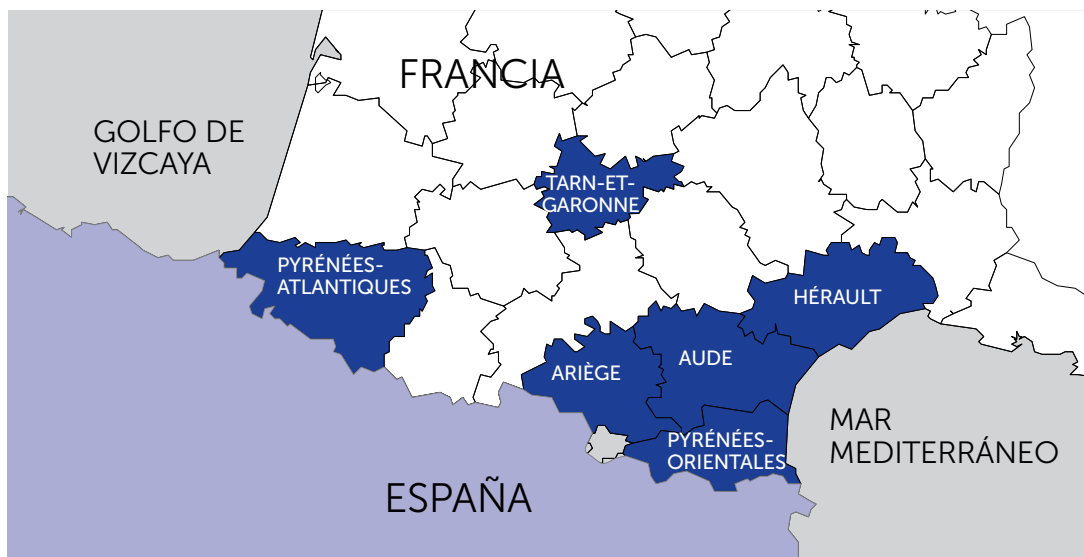 FRANCIA
GOLFO DE
VIZCAYA
TARN-ET-
GARONNE
PYRÉNÉES-
ATLANTIQUES
HÉRAULT
ARIÈGE
AUDE
MAR
MEDITERRÁNEO
PYRÉNÉES-
ORIENTALES
ESPAÑA